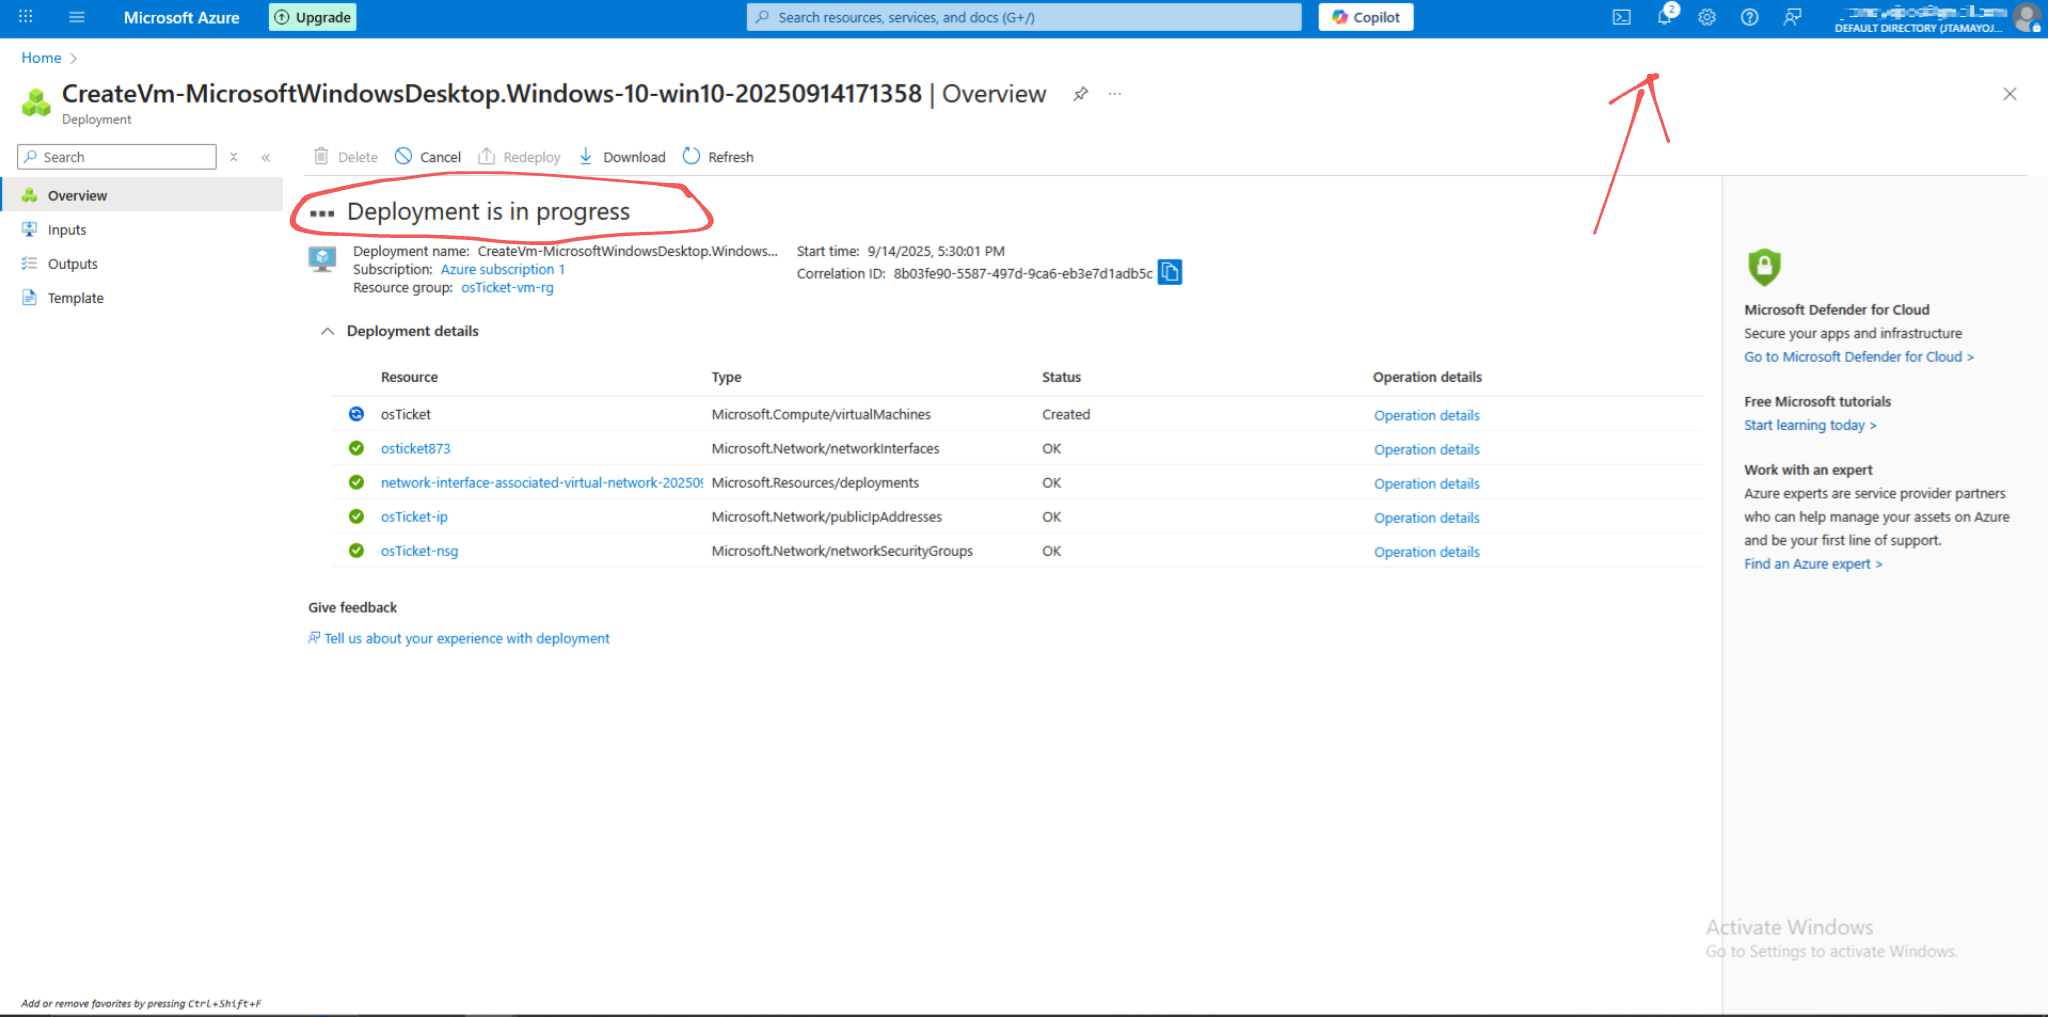 Microsoft Azure
Upgrade
Search resources, services, and docs (G+/)
Copilot
2
DEFAULT DIRECTORY (JTAMAYOJ...
Home
CreateVm-MicrosoftWindowsDesktop.Windows-10-win10-20250914171358 | Overview
Deployment
Search
Delete
Cancel
Redeploy
Download
Refresh
Overview
Inputs
Outputs
Template
Deployment is in progress
Deployment name: CreateVm-MicrosoftWindowsDesktop.Windows...
Subscription: Azure subscription 1
Resource group: osTicket-vm-rg
Start time: 9/14/2025, 5:30:01 PM
Correlation ID: 8b03fe90-5587-497d-9ca6-eb3e7d1adb5c
Deployment details
Resource Type Status Operation details
osTicket Microsoft.Compute/virtualMachines Created Operation details
osticket873 Microsoft.Network/networkInterfaces OK Operation details
network-interface-associated-virtual-network-202509 Microsoft.Resources/deployments OK Operation details
osTicket-ip Microsoft.Network/publicIpAddresses OK Operation details
osTicket-nsg Microsoft.Network/networkSecurityGroups OK Operation details
Give feedback
Tell us about your experience with deployment
Microsoft Defender for Cloud
Secure your apps and infrastructure
Go to Microsoft Defender for Cloud >
Free Microsoft tutorials
Start learning today >
Work with an expert
Azure experts are service provider partners
who can help manage your assets on Azure
and be your first line of support.
Find an Azure expert >
Activate Windows
Go to Settings to activate Windows.
Add or remove favorites by pressing Ctrl+Shift+F